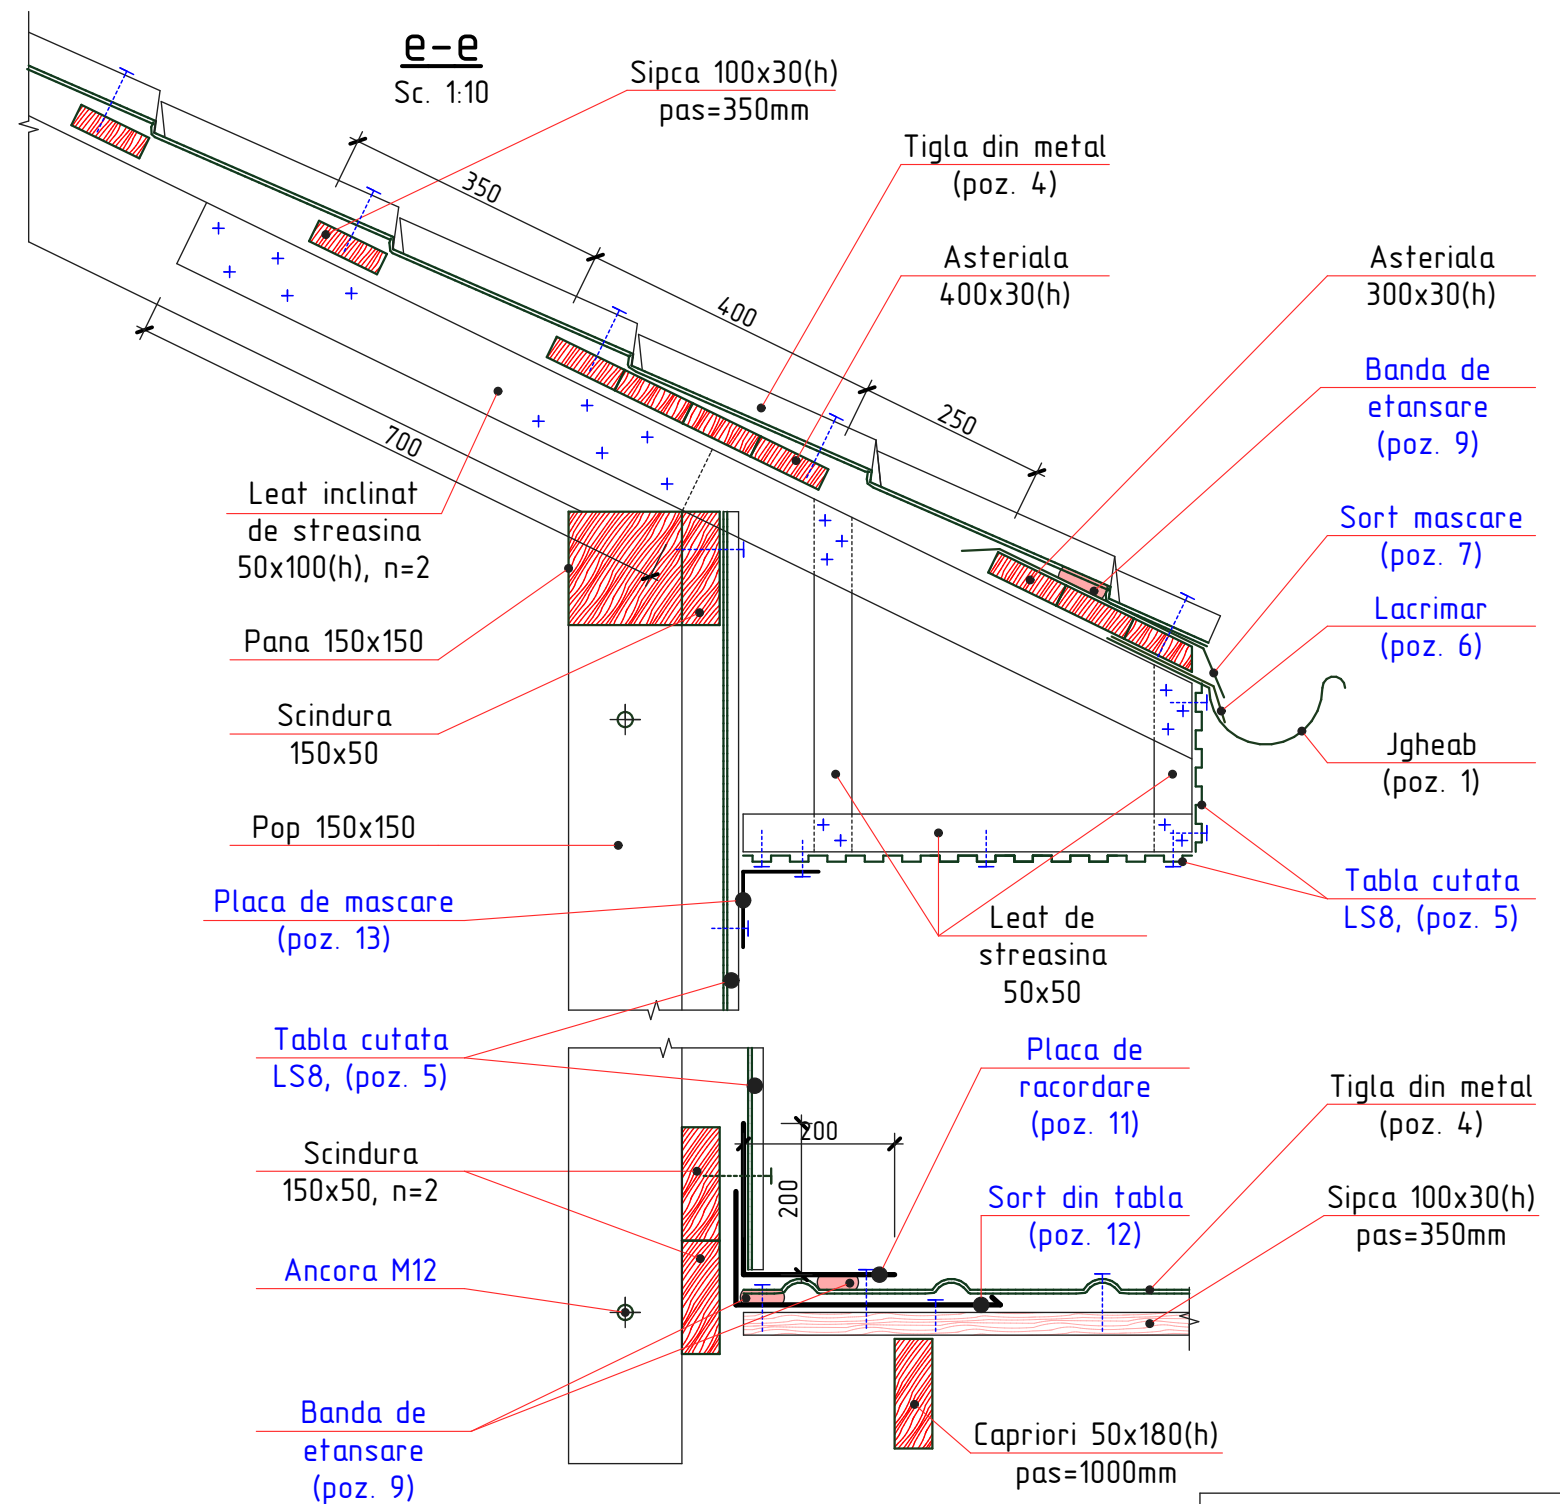 e-e
Sc. 1:10
Sipca 100x30(h)
pas=350mm
Tigla din metal
(poz. 4)
Asteriala
400x30(h)
Asteriala
300x30(h)
Banda de
etansare
(poz. 9)
Sort mascare
(poz. 7)
Lacrimar
(poz. 6)
Jgheab
(poz. 1)
350
400
250
700
Leat inclinat
de streasina
50x100(h), n=2
Pana 150x150
Scindura
150x50
Pop 150x150
Placa de mascare
(poz. 13)
Tabla cutata
LS8, (poz. 5)
Leat de
streasina
50x50
Tabla cutata
LS8, (poz. 5)
Placa de
racordare
(poz. 11)
Tigla din metal
(poz. 4)
200
200
Scindura
150x50, n=2
Sort din tabla
(poz. 12)
Sipca 100x30(h)
pas=350mm
Ancora M12
Banda de
etansare
(poz. 9)
Capriori 50x180(h)
pas=1000mm